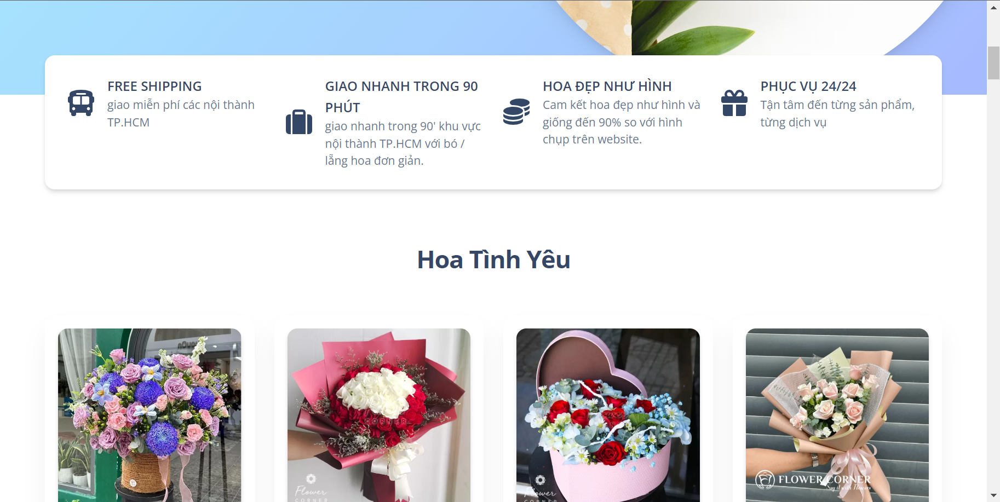 FREE SHIPPING
giao miễn phí các nội thành
TP.HCM
GIAO NHANH TRONG 90
PHÚT
giao nhanh trong 90' khu vực
nội thành TP.HCM với bó /
lẵng hoa đơn giản.
HOA ĐẸP NHƯ HÌNH
Cam kết hoa đẹp như hình và
giống đến 90% so với hình
chụp trên website.
PHỤC VỤ 24/24
Tận tâm đến từng sản phẩm,
từng dịch vụ
Hoa Tình Yêu
CORNER
Flower
CORNER
Flower
CORNER
FLOWER CORNER
Say it with Flowers